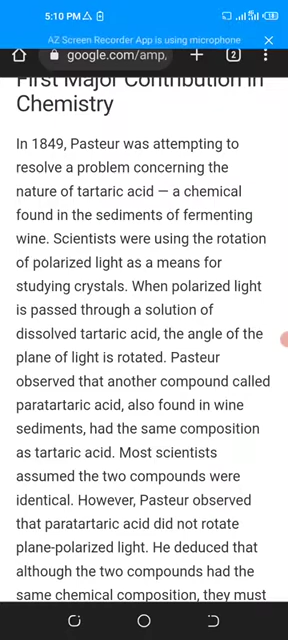 5:10 PM
AZ Screen Recorder App is using microphone
google.com/amp,
2
First Major Contribution in
Chemistry
In 1849, Pasteur was attempting to
resolve a problem concerning the
nature of tartaric acid — a chemical
found in the sediments of fermenting
wine. Scientists were using the rotation
of polarized light as a means for
studying crystals. When polarized light
is passed through a solution of
dissolved tartaric acid, the angle of the
plane of light is rotated. Pasteur
observed that another compound called
paratartaric acid, also found in wine
sediments, had the same composition
as tartaric acid. Most scientists
assumed the two compounds were
identical. However, Pasteur observed
that paratartaric acid did not rotate
plane-polarized light. He deduced that
although the two compounds had the
same chemical composition, they must